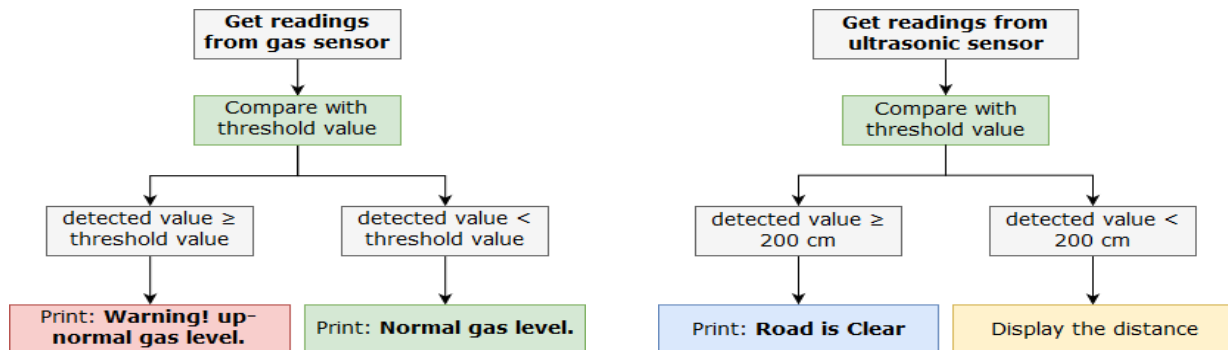 Get readings
from gas sensor
Compare with
threshold value
detected value ≥
threshold value
detected value <
threshold value
Print: Warning! up-
normal gas level.
Print: Normal gas level.
Get readings from
ultrasonic sensor
Compare with
threshold value
detected value ≥
200 cm
detected value <
200 cm
Print: Road is Clear
Display the distance